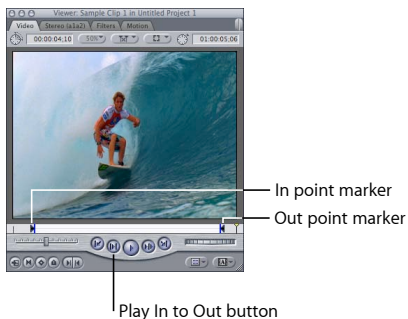 Viewer: Sample Clip 1 in Untitled Project 1
Video Stereo (a1a2) Filters Motion
00:00:04;10 50% 01:00:05;06
In point marker
Out point marker
Play In to Out button